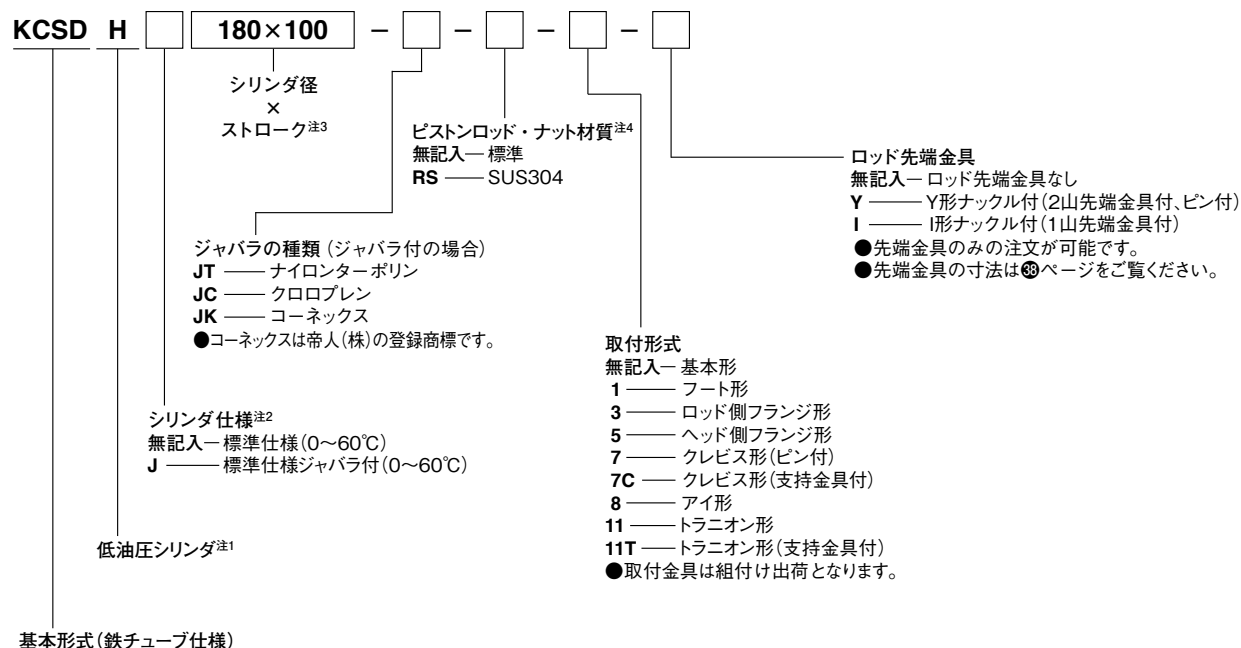 KCSD H 180×100 － － － －
シリンダ径
×
ストローク注3
ピストンロッド・ナット材質注4
無記入― 標準
RS ―― SUS304
ロッド先端金具
無記入― ロッド先端金具なし
Y ―― Y形ナックル付（2山先端金具付、ピン付）
I ―― I形ナックル付（1山先端金具付）
●先端金具のみの注文が可能です。
●先端金具の寸法は㊳ページをご覧ください。
ジャバラの種類（ジャバラ付の場合）
JT ―― ナイロンターポリン
JC ―― クロロプレン
JK ―― コーネックス
●コーネックスは帝人（株）の登録商標です。
取付形式
無記入― 基本形
1 ―― フート形
3 ―― ロッド側フランジ形
5 ―― ヘッド側フランジ形
7 ―― クレビス形（ピン付）
7C ―― クレビス形（支持金具付）
8 ―― アイ形
11 ―― トラニオン形
11T ―― トラニオン形（支持金具付）
●取付金具は組付け出荷となります。
シリンダ仕様注2
無記入― 標準仕様（0～60℃）
J ―― 標準仕様ジャバラ付（0～60℃）
低油圧シリンダ注1
基本形式（鉄チューブ仕様）